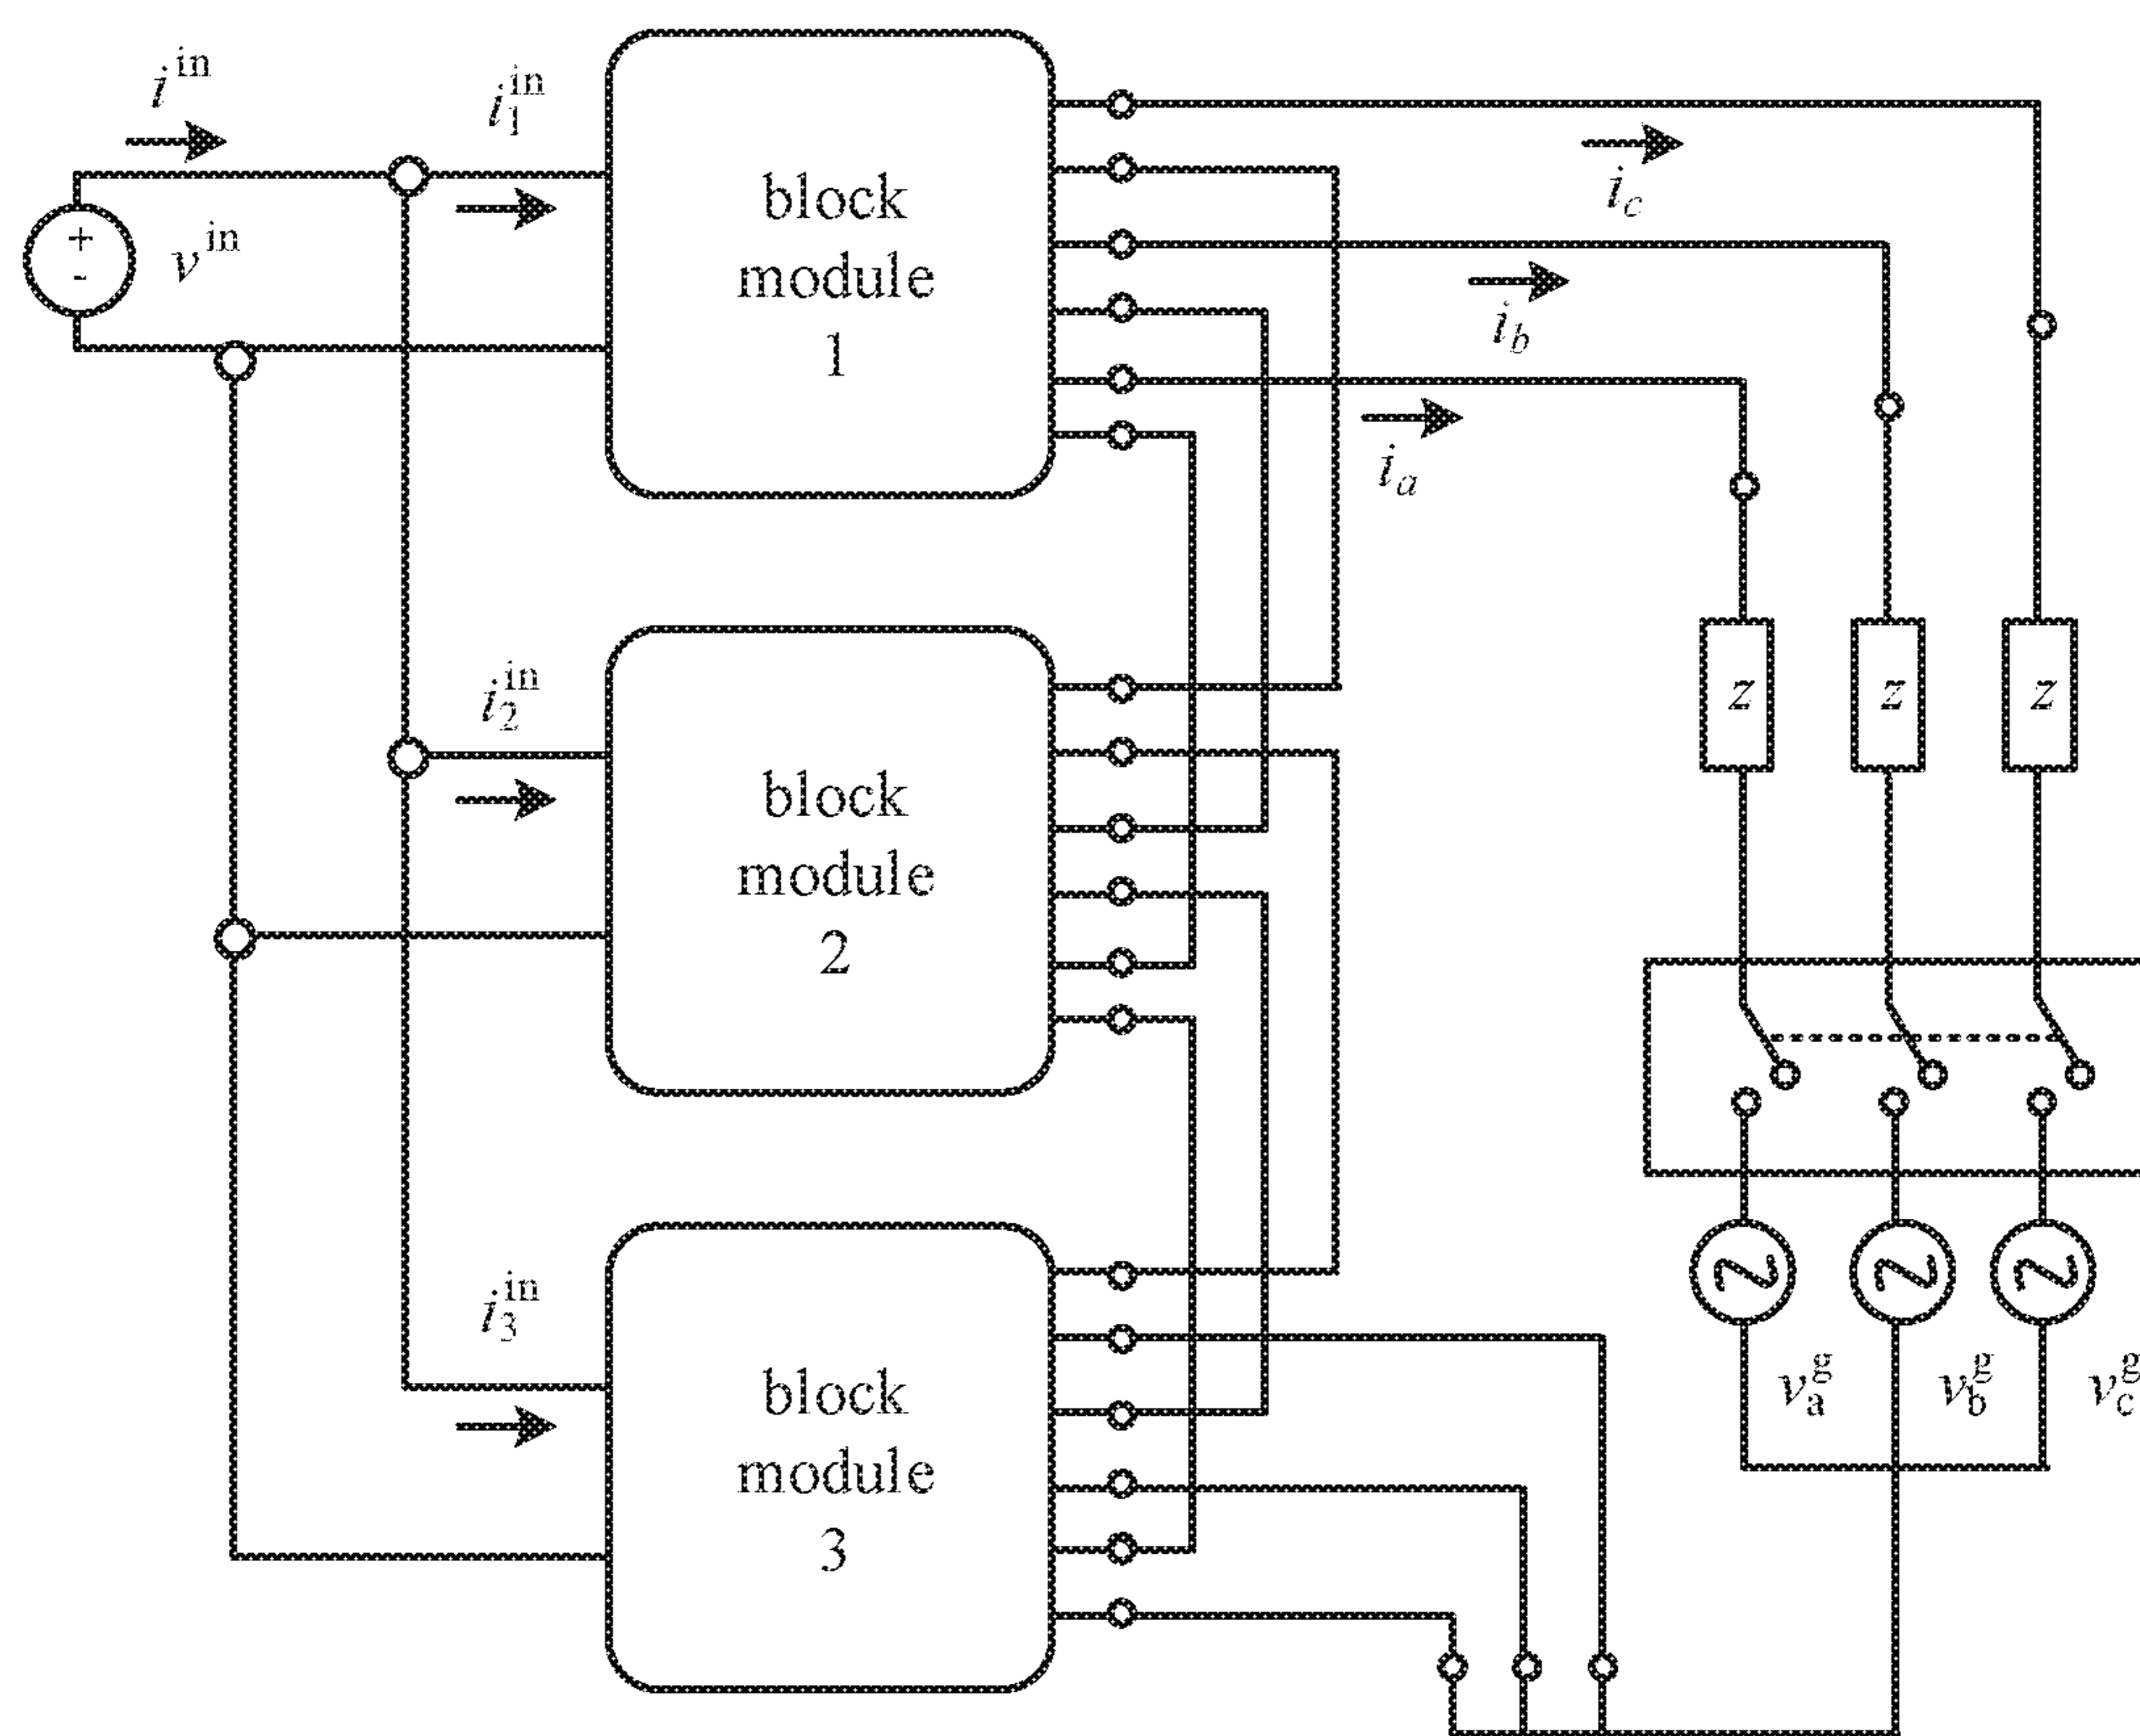 i^in
i_1^in
+
-
v^in
block
module
1
i_c
i_b
i_a
i_2^in
block
module
2
z z z
i_3^in
block
module
3
v_a^g v_b^g v_c^g